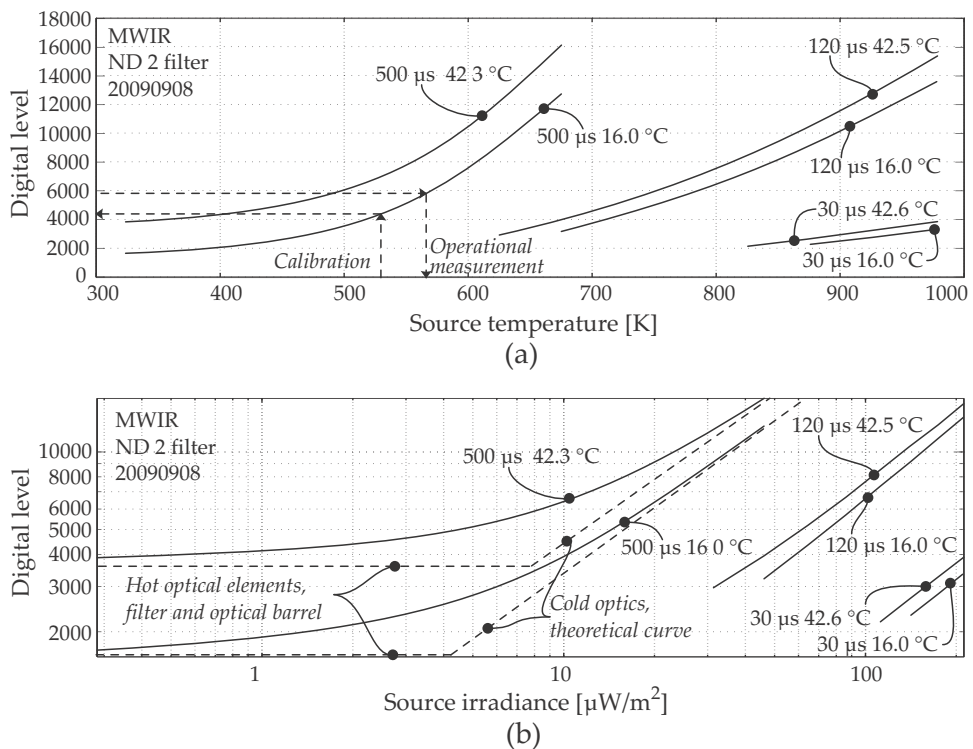 18000
16000
14000
12000
10000
8000
6000
4000
2000
0
Digital level
MWIR
ND 2 filter
20090908
500 µs 42.3 °C
500 µs 16.0 °C
120 µs 42.5 °C
120 µs 16.0 °C
30 µs 42.6 °C
30 µs 16.0 °C
Calibration
Operational
measurement
300 400 500 600 700 800 900 1000
Source temperature [K]
(a)
10000
8000
6000
5000
4000
3000
2000
Digital level
MWIR
ND 2 filter
20090908
500 µs 42.3 °C
500 µs 16 0 °C
120 µs 42.5 °C
120 µs 16.0 °C
30 µs 42.6 °C
30 µs 16.0 °C
Hot optical elements,
filter and optical barrel
Cold optics,
theoretical curve
1 10 100
Source irradiance [µW/m²]
(b)